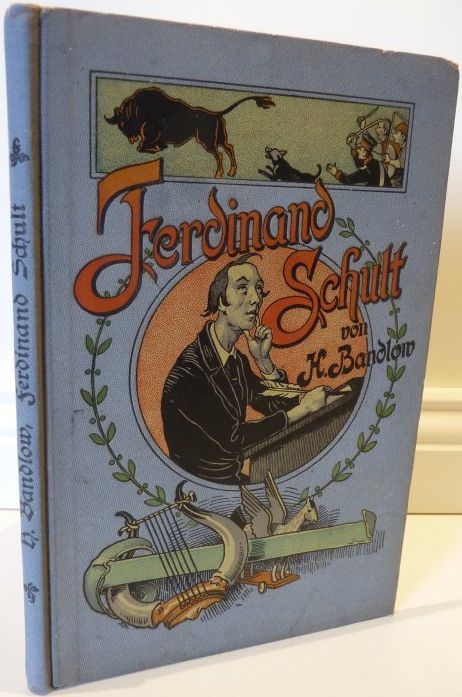 H. Bandlow, Ferdinand Schult
Ferdinand
Schult
von
H. Bandlow